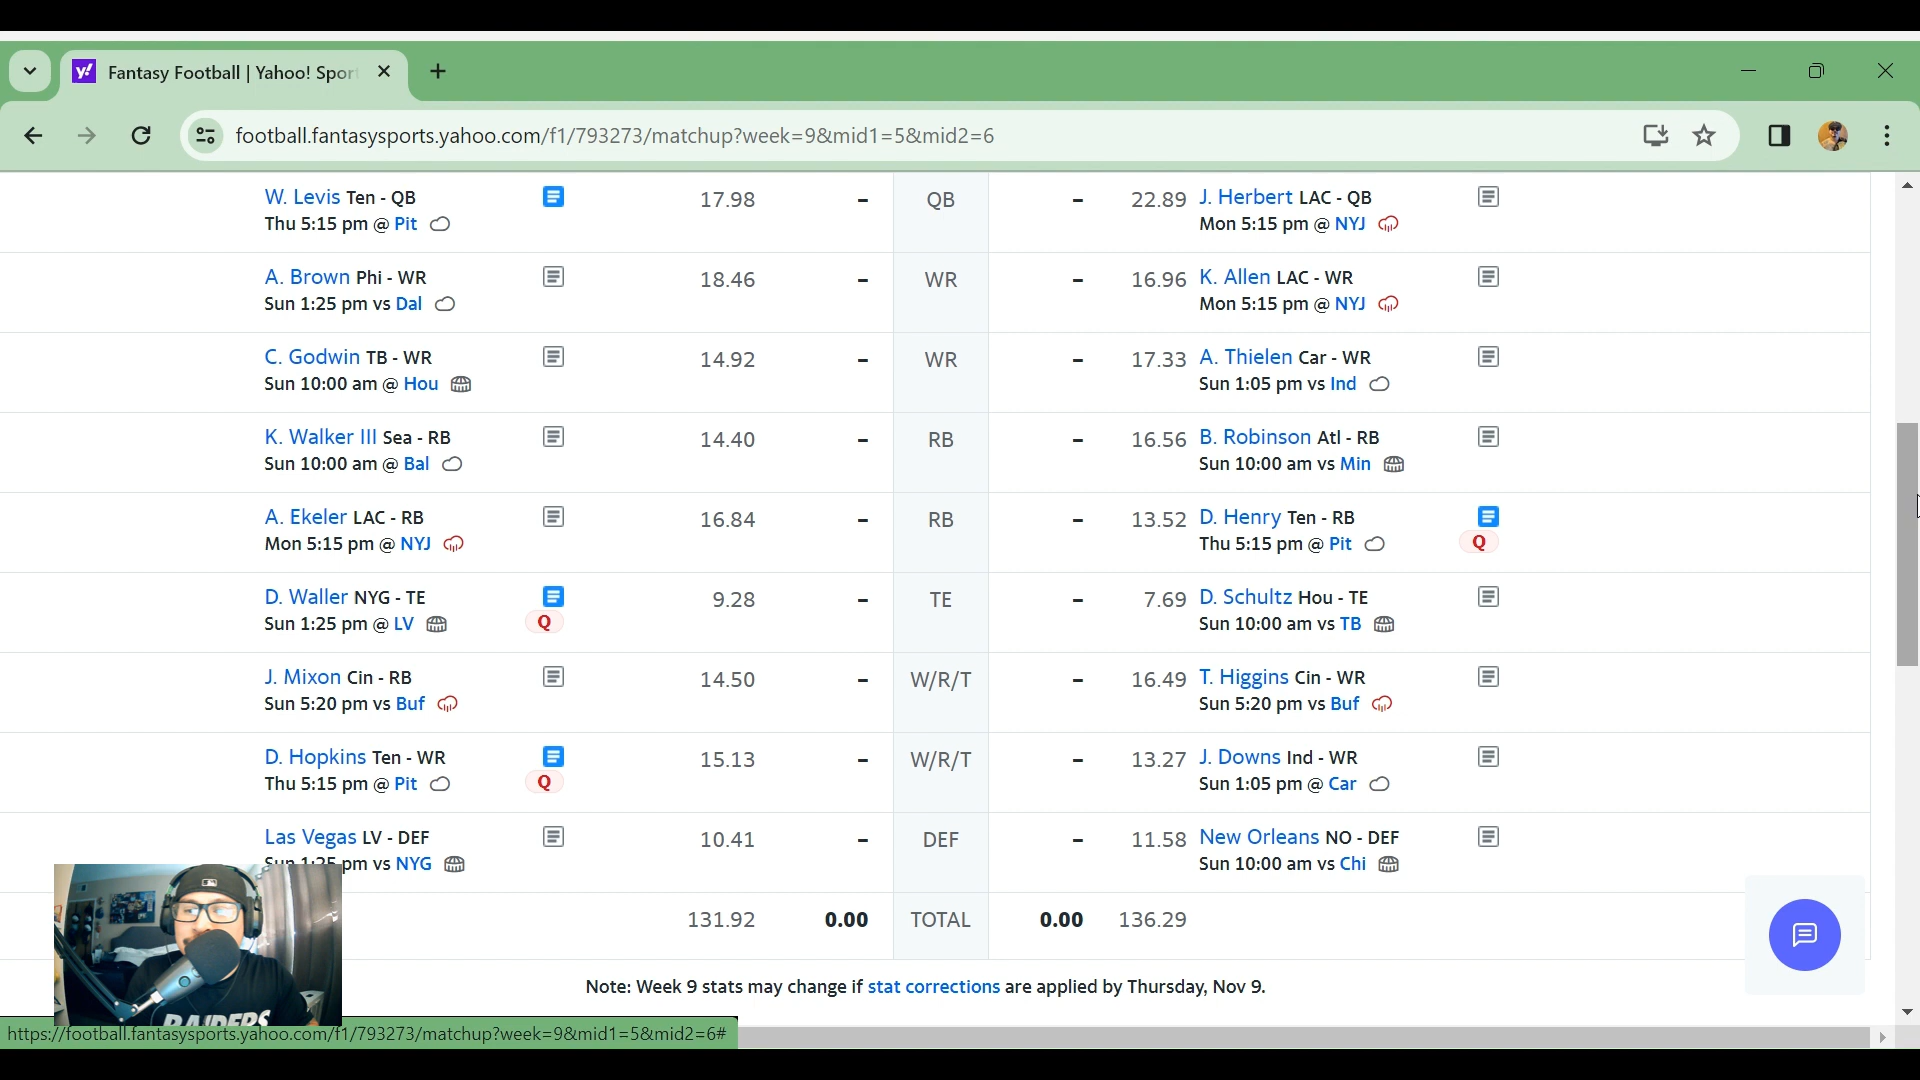 Fantasy Football | Yahoo! Spor
football.fantasysports.yahoo.com/f1/793273/matchup?week=9&mid1=5&mid2=6
W. Levis Ten - QB 17.98 – QB – 22.89 J. Herbert LAC - QB
Thu 5:15 pm @ Pit Mon 5:15 pm @ NYJ
A. Brown Phi - WR 18.46 – WR – 16.96 K. Allen LAC - WR
Sun 1:25 pm vs Dal Mon 5:15 pm @ NYJ
C. Godwin TB - WR 14.92 – WR – 17.33 A. Thielen Car - WR
Sun 10:00 am @ Hou Sun 1:05 pm vs Ind
K. Walker III Sea - RB 14.40 – RB – 16.56 B. Robinson Atl - RB
Sun 10:00 am @ Bal Sun 10:00 am vs Min
A. Ekeler LAC - RB 16.84 – RB – 13.52 D. Henry Ten - RB
Mon 5:15 pm @ NYJ Thu 5:15 pm @ Pit Q
D. Waller NYG - TE 9.28 – TE – 7.69 D. Schultz Hou - TE
Sun 1:25 pm @ LV Q Sun 10:00 am vs TB
J. Mixon Cin - RB 14.50 – W/R/T – 16.49 T. Higgins Cin - WR
Sun 5:20 pm vs Buf Sun 5:20 pm vs Buf
D. Hopkins Ten - WR 15.13 – W/R/T – 13.27 J. Downs Ind - WR
Thu 5:15 pm @ Pit Q Sun 1:05 pm @ Car
Las Vegas LV - DEF 10.41 – DEF – 11.58 New Orleans NO - DEF
Sun 1:25 pm vs NYG Sun 10:00 am vs Chi
131.92 0.00 TOTAL 0.00 136.29
Note: Week 9 stats may change if stat corrections are applied by Thursday, Nov 9.
RAIDERS
https://football.fantasysports.yahoo.com/f1/793273/matchup?week=9&mid1=5&mid2=6#